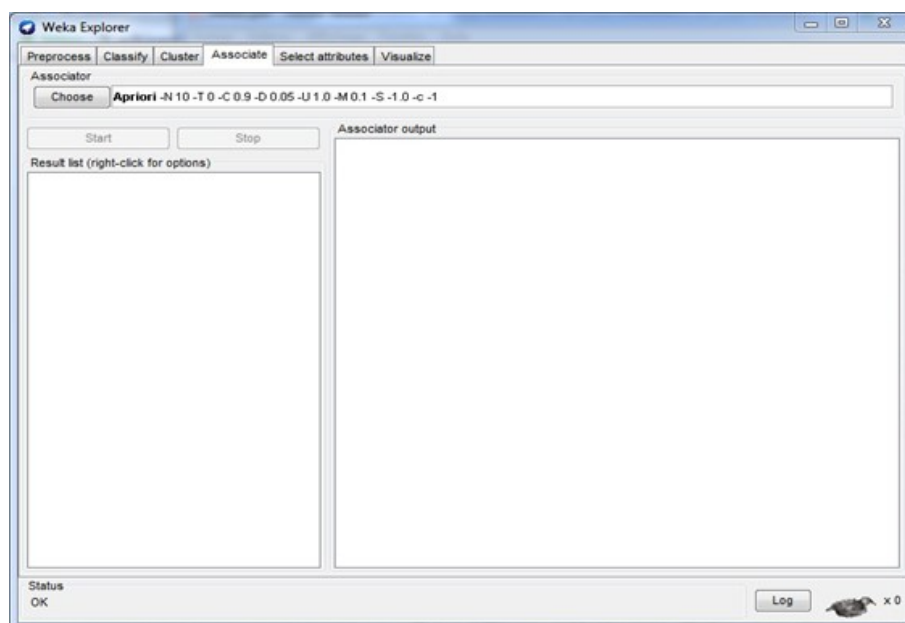 Weka Explorer
Preprocess Classify Cluster Associate Select attributes Visualize
Associator
Choose Apriori -N 10 -T 0 -C 0.9 -D 0.05 -U 1.0 -M 0.1 -S -1.0 -c -1
Start Stop
Associator output
Result list (right-click for options)
Status
OK
Log x 0